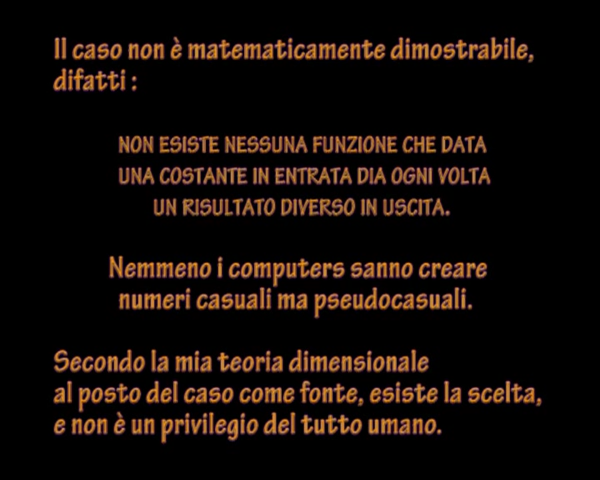 Il caso non è matematicamente dimostrabile,
difatti :
NON ESISTE NESSUNA FUNZIONE CHE DATA
UNA COSTANTE IN ENTRATA DIA OGNI VOLTA
UN RISULTATO DIVERSO IN USCITA.
Nemmeno i computers sanno creare
numeri casuali ma pseudocasuali.
Secondo la mia teoria dimensionale
al posto del caso come fonte, esiste la scelta,
e non è un privilegio del tutto umano.